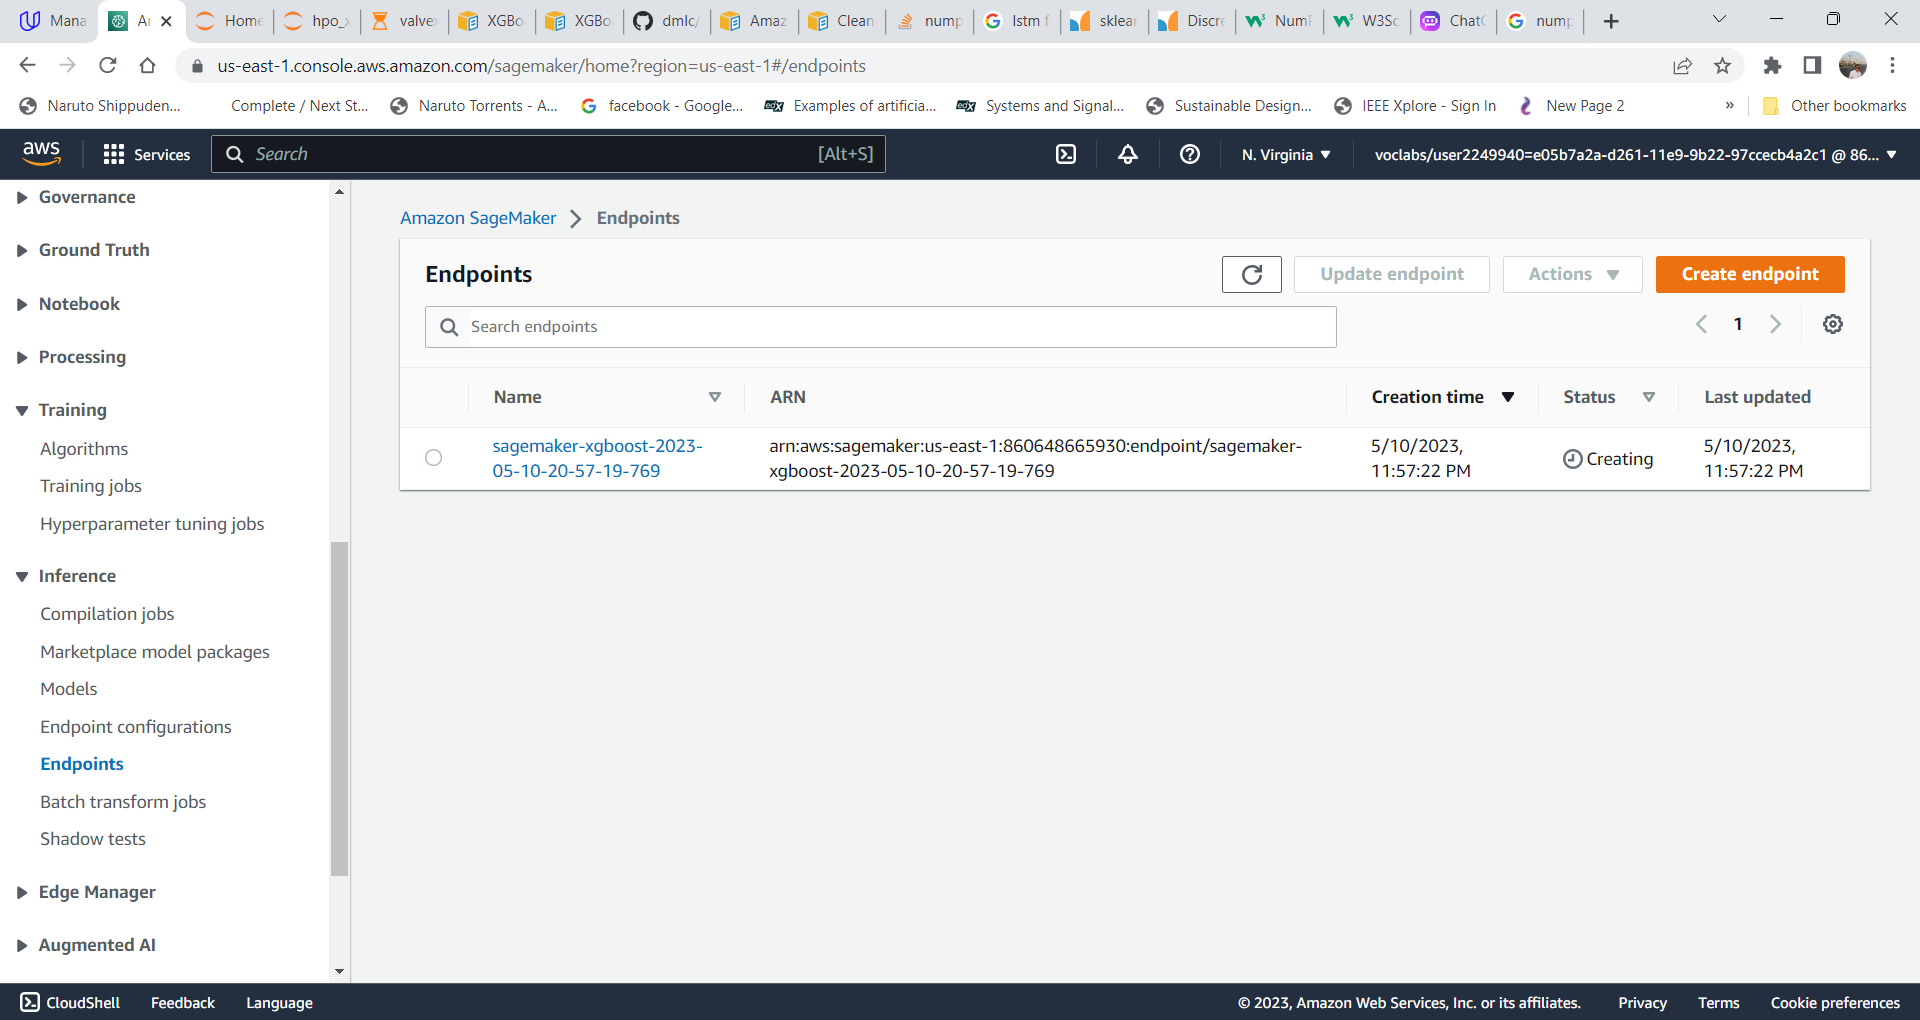 Mana
Ar
Home
hpo_x
valvex
XGBo
XGBo
dmlc/
Amaz
Clean
nump
lstm f
sklear
Discre
NumP
W3Sc
ChatG
nump
us-east-1.console.aws.amazon.com/sagemaker/home?region=us-east-1#/endpoints
Naruto Shippuden...
Complete / Next St...
Naruto Torrents - A...
facebook - Google...
edX
Examples of artificia...
edX
Systems and Signal...
Sustainable Design...
IEEE Xplore - Sign In
New Page 2
»
Other bookmarks
aws
Services
Search
[Alt+S]
N. Virginia
voclabs/user2249940=e05b7a2a-d261-11e9-9b22-97ccecb4a2c1 @ 86...
Governance
Ground Truth
Notebook
Processing
Training
Algorithms
Training jobs
Hyperparameter tuning jobs
Inference
Compilation jobs
Marketplace model packages
Models
Endpoint configurations
Endpoints
Batch transform jobs
Shadow tests
Edge Manager
Augmented AI
Amazon SageMaker
Endpoints
Endpoints
Update endpoint
Actions
Create endpoint
Search endpoints
1
Name
ARN
Creation time
Status
Last updated
sagemaker-xgboost-2023-
05-10-20-57-19-769
arn:aws:sagemaker:us-east-1:860648665930:endpoint/sagemaker-
xgboost-2023-05-10-20-57-19-769
5/10/2023,
11:57:22 PM
Creating
5/10/2023,
11:57:22 PM
CloudShell
Feedback
Language
© 2023, Amazon Web Services, Inc. or its affiliates.
Privacy
Terms
Cookie preferences